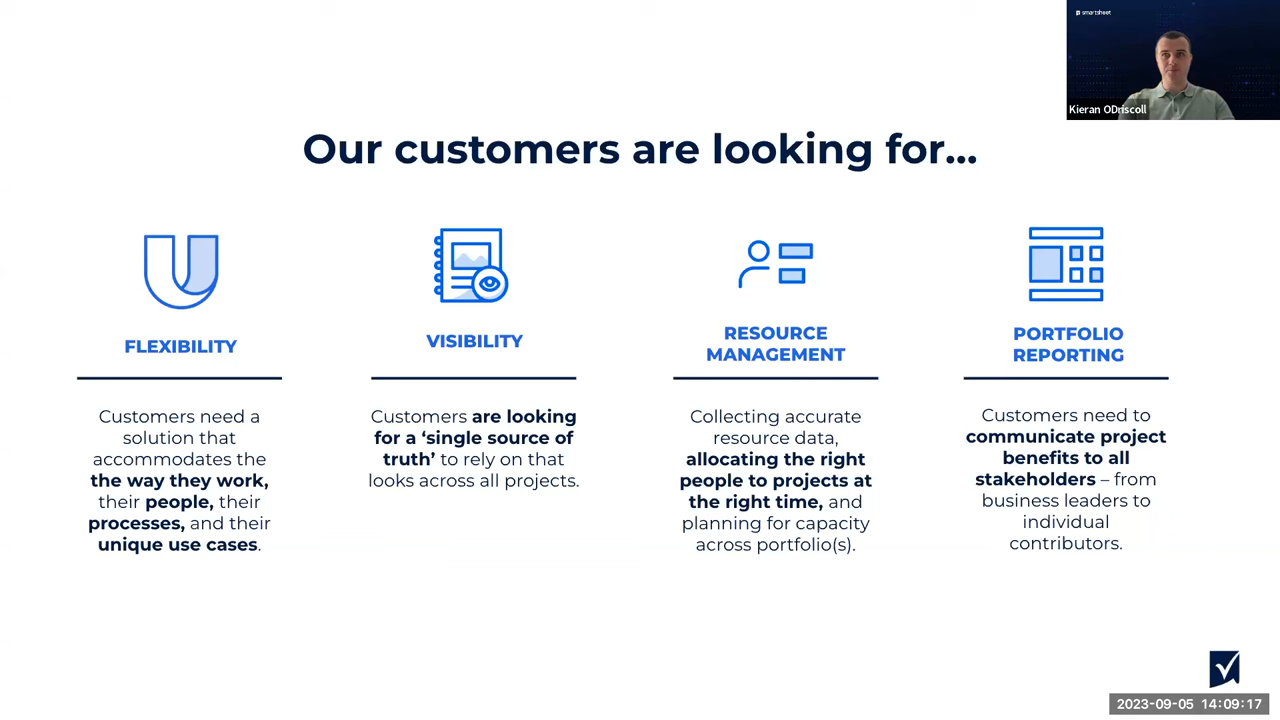 smartsheet
Kieran ODriscoll
Our customers are looking for...
FLEXIBILITY
Customers need a
solution that
accommodates the
the way they work,
their people, their
processes, and their
unique use cases.
VISIBILITY
Customers are looking
for a ‘single source of
truth’ to rely on that
looks across all projects.
RESOURCE
MANAGEMENT
Collecting accurate
resource data,
allocating the right
people to projects at
the right time, and
planning for capacity
across portfolio(s).
PORTFOLIO
REPORTING
Customers need to
communicate project
benefits to all
stakeholders – from
business leaders to
individual
contributors.
2023-09-05 14:09:17